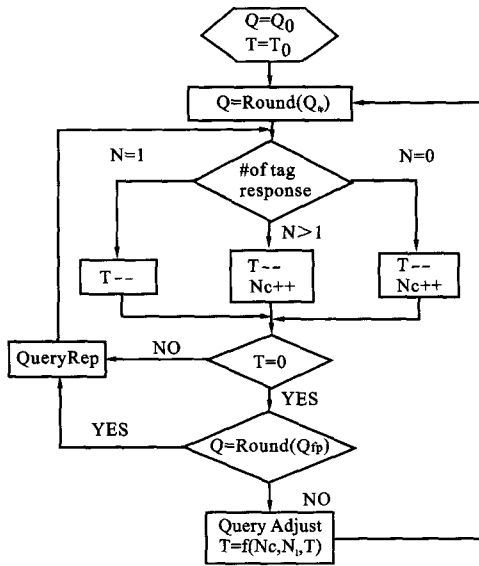 Q=Q0
T=T0
Q=Round(Qfp)
N=1
N=0
#of tag
response
N>1
T--
T--
Nc++
T--
Nc++
QueryRep
NO
T=0
YES
YES
Q=Round(Qfp)
NO
Query Adjust
T=f(Nc,N1,T)